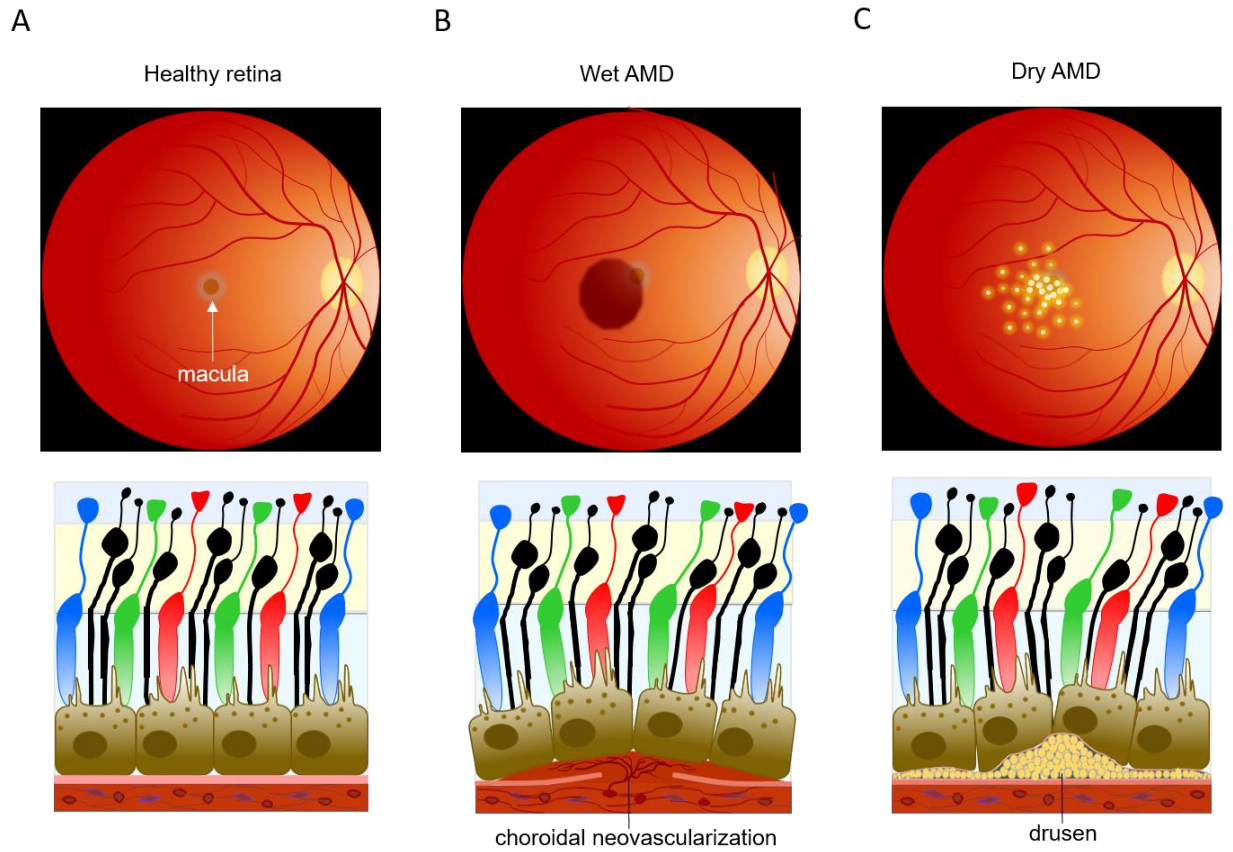 A
B
C
Healthy retina
Wet AMD
Dry AMD
macula
choroidal neovascularization
drusen